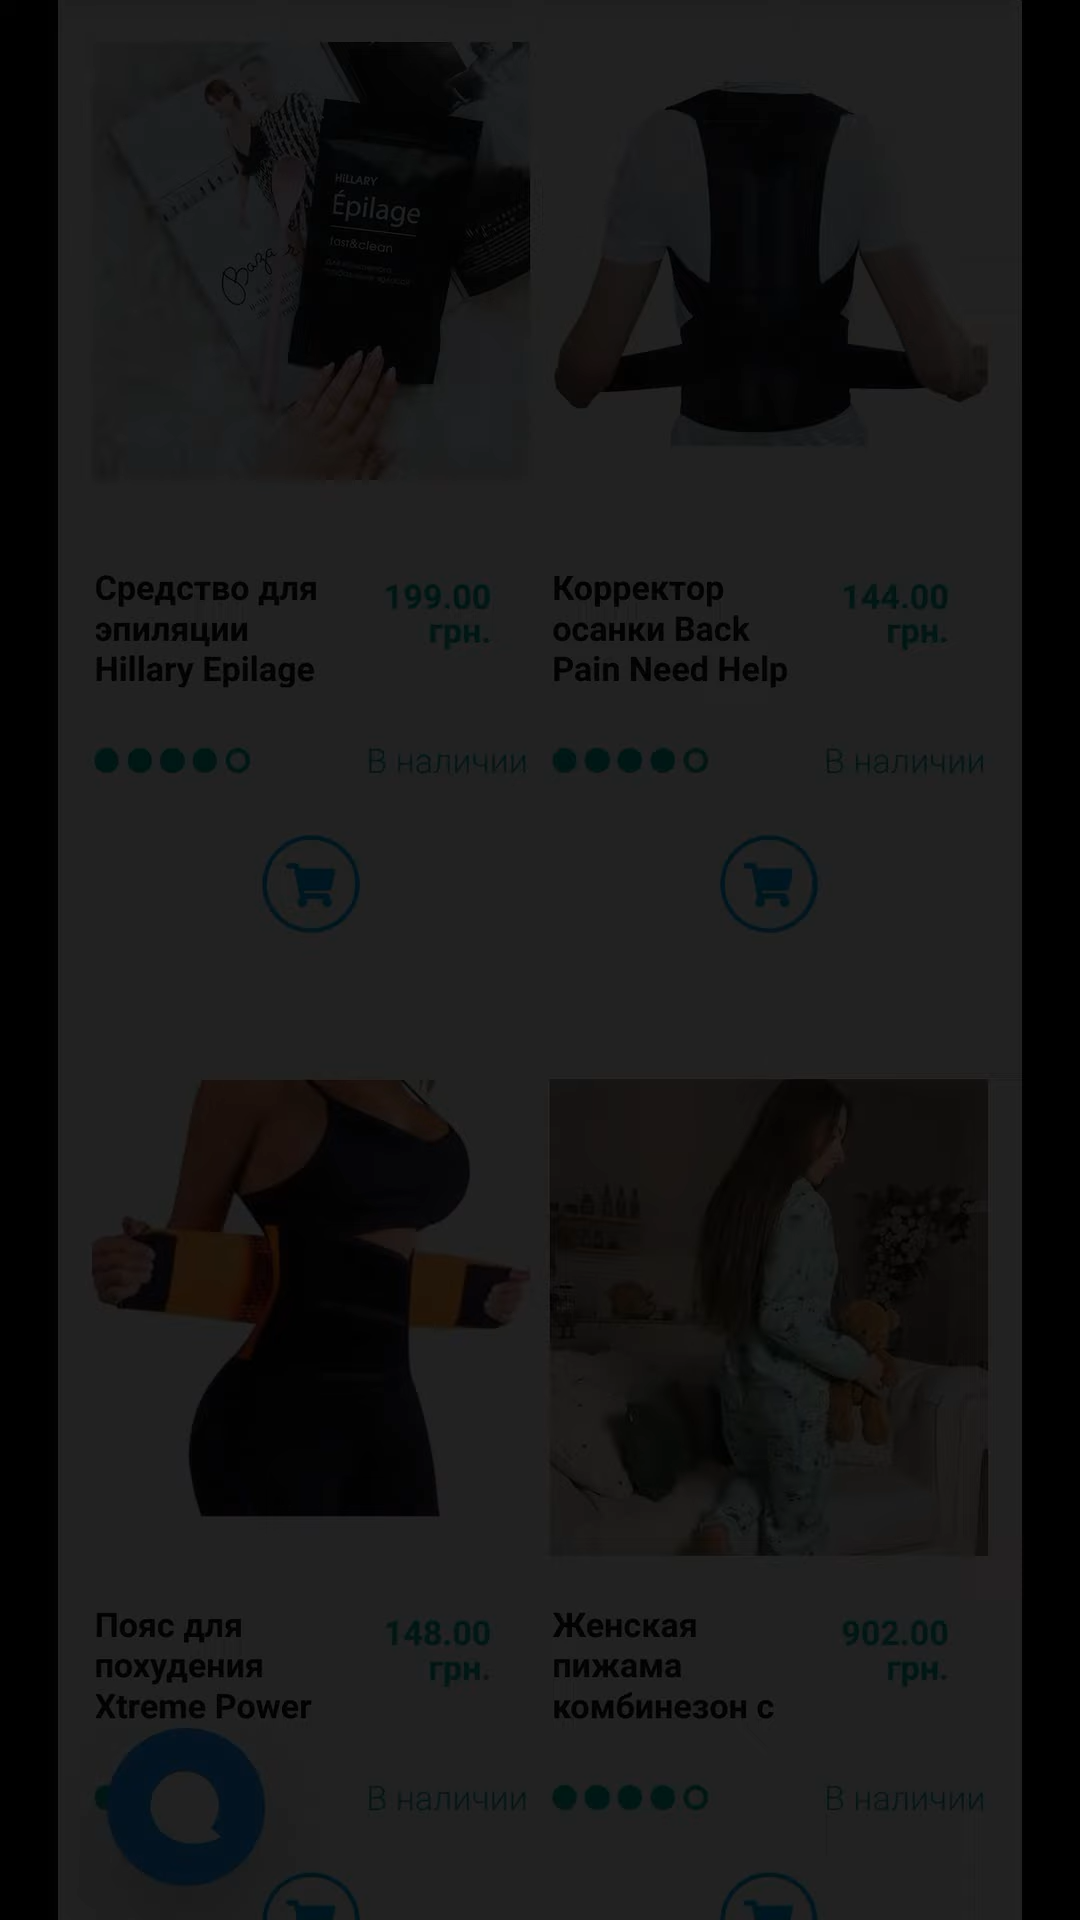 HiLLARY
Épilage
fast&clean
Средство для
эпиляции
Hillary Epilage
199.00
грн.
В наличии
Корректор
осанки Back
Pain Need Help
144.00
грн.
В наличии
Пояс для
похудения
Xtreme Power
148.00
грн.
В наличии
Женская
пижама
комбинезон с
902.00
грн.
В наличии